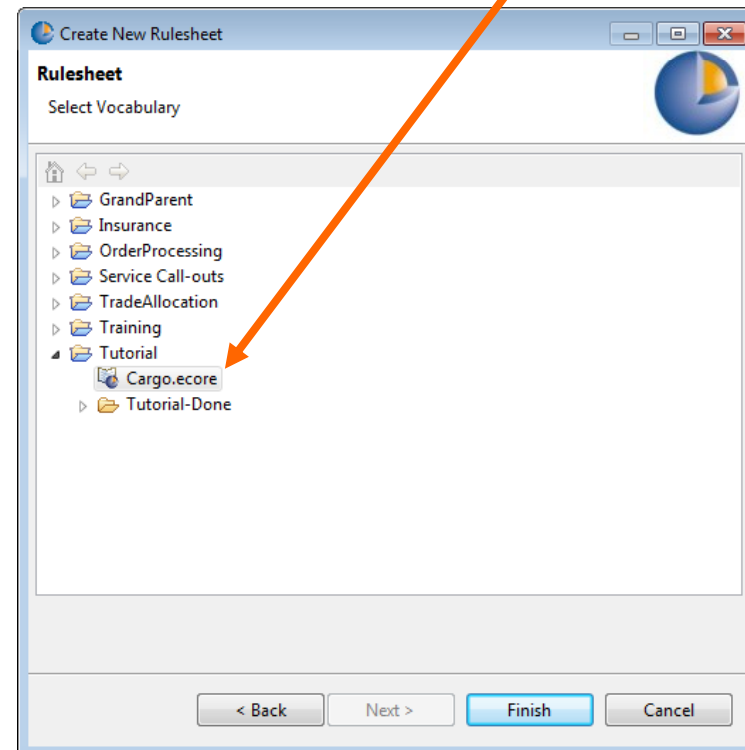 Create New Rulesheet
Rulesheet
Select Vocabulary
GrandParent
Insurance
OrderProcessing
Service Call-outs
TradeAllocation
Training
Tutorial
Cargo.ecore
Tutorial-Done
< Back Next > Finish Cancel